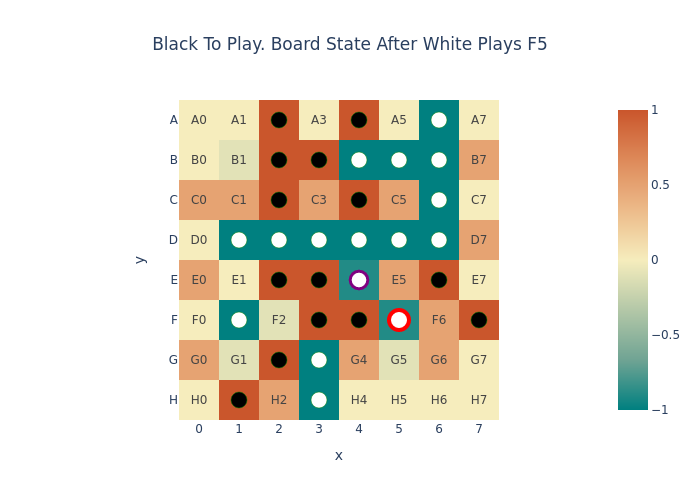 Black To Play. Board State After White Plays F5
A A0 A1 A3 A5 A7 1
B B0 B1 B7
C C0 C1 C3 C5 C7 0.5
D D0 D7
y
E E0 E1 E5 E7 0
F F0 F2 F6 −0.5
G G0 G1 G4 G5 G6 G7
H H0 H2 H4 H5 H6 H7 −1
0 1 2 3 4 5 6 7
x